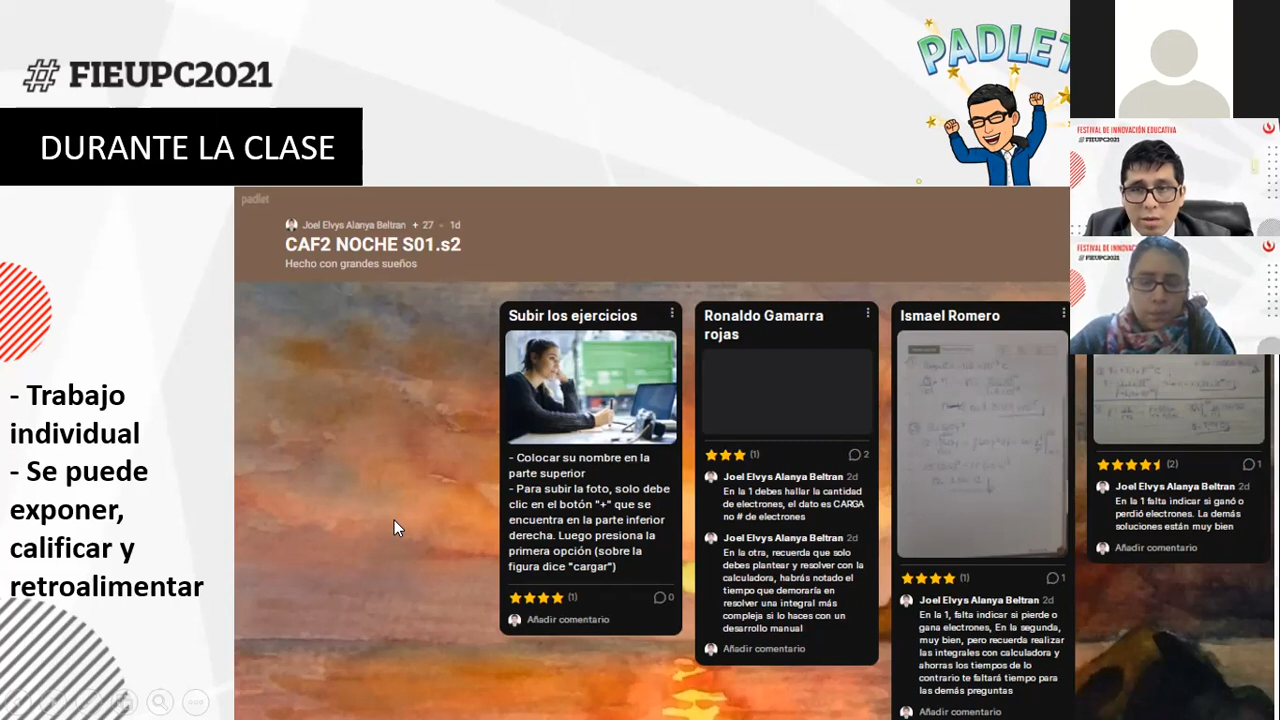 # FIEUPC2021
DURANTE LA CLASE
PADLET
FESTIVAL DE INNOVACIÓN EDUCATIVA
#FIEUPC2021
FESTIVAL DE INNOVAC
# FIEUPC2021
- Trabajo
individual
- Se puede
exponer,
calificar y
retroalimentar
padlet
Joel Elvys Alanya Beltran + 27 · 1d
CAF2 NOCHE S01.s2
Hecho con grandes sueños
Subir los ejercicios
- Colocar su nombre en la
parte superior
- Para subir la foto, solo debe
clic en el botón "+" que se
encuentra en la parte inferior
derecha. Luego presiona la
primera opción (sobre la
figura dice "cargar")
(1) 0
Añadir comentario
Ronaldo Gamarra
rojas
(1) 2
Joel Elvys Alanya Beltran 2d
En la 1 debes hallar la cantidad
de electrones, el dato es CARGA
no # de electrones
Joel Elvys Alanya Beltran 2d
En la otra, recuerda que solo
debes plantear y resolver con la
calculadora, habrás notado el
tiempo que demoraría en
resolver una integral más
compleja si lo haces con un
desarrollo manual
Añadir comentario
Ismael Romero
(1) 1
Joel Elvys Alanya Beltran 2d
En la 1, falta indicar si pierde o
gana electrones, En la segunda,
muy bien, pero recuerda realizar
las integrales con calculadora y
ahorras los tiempos de lo
contrario te faltará tiempo para
las demás preguntas
Añadir comentario
(2) 1
Joel Elvys Alanya Beltran 2d
En la 1 falta indicar si ganó o
perdió electrones. La demás
soluciones están muy bien
Añadir comentario